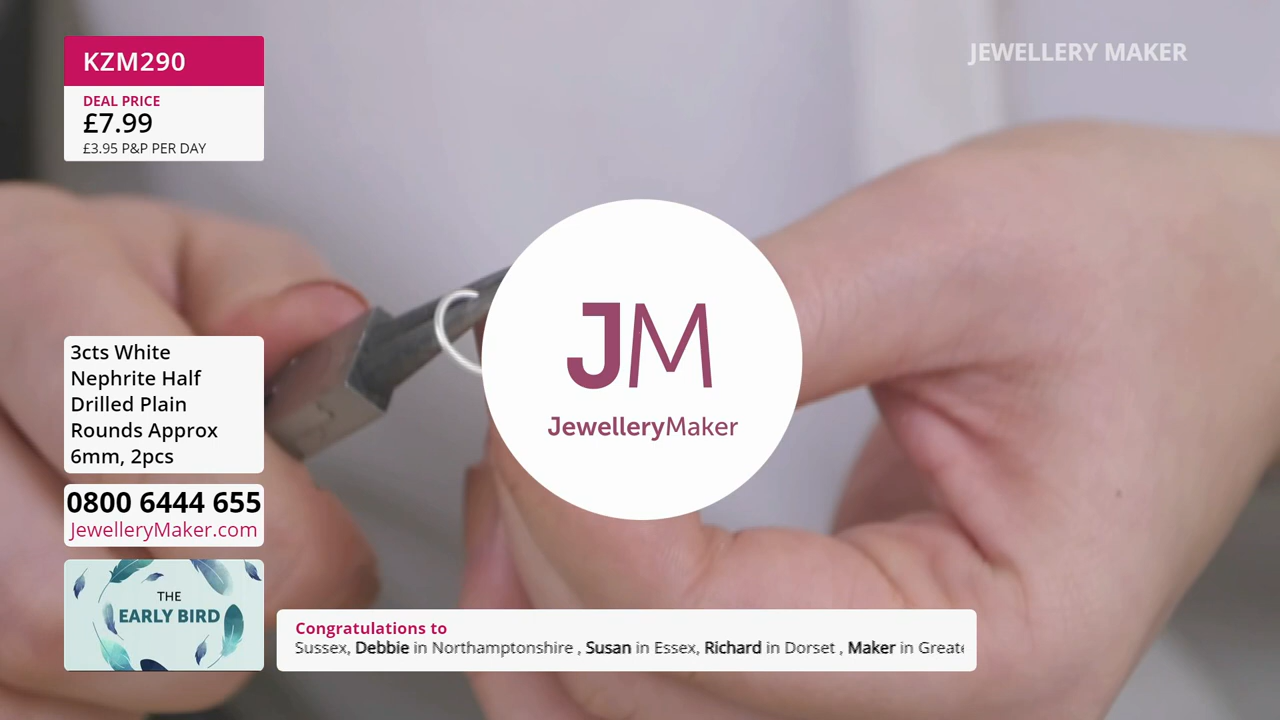 KZM290
DEAL PRICE
£7.99
£3.95 P&P PER DAY
JEWELLERY MAKER
JM
JewelleryMaker
3cts White
Nephrite Half
Drilled Plain
Rounds Approx
6mm, 2pcs
0800 6444 655
JewelleryMaker.com
THE
EARLY BIRD
Congratulations to
Sussex, Debbie in Northamptonshire , Susan in Essex, Richard in Dorset , Maker in